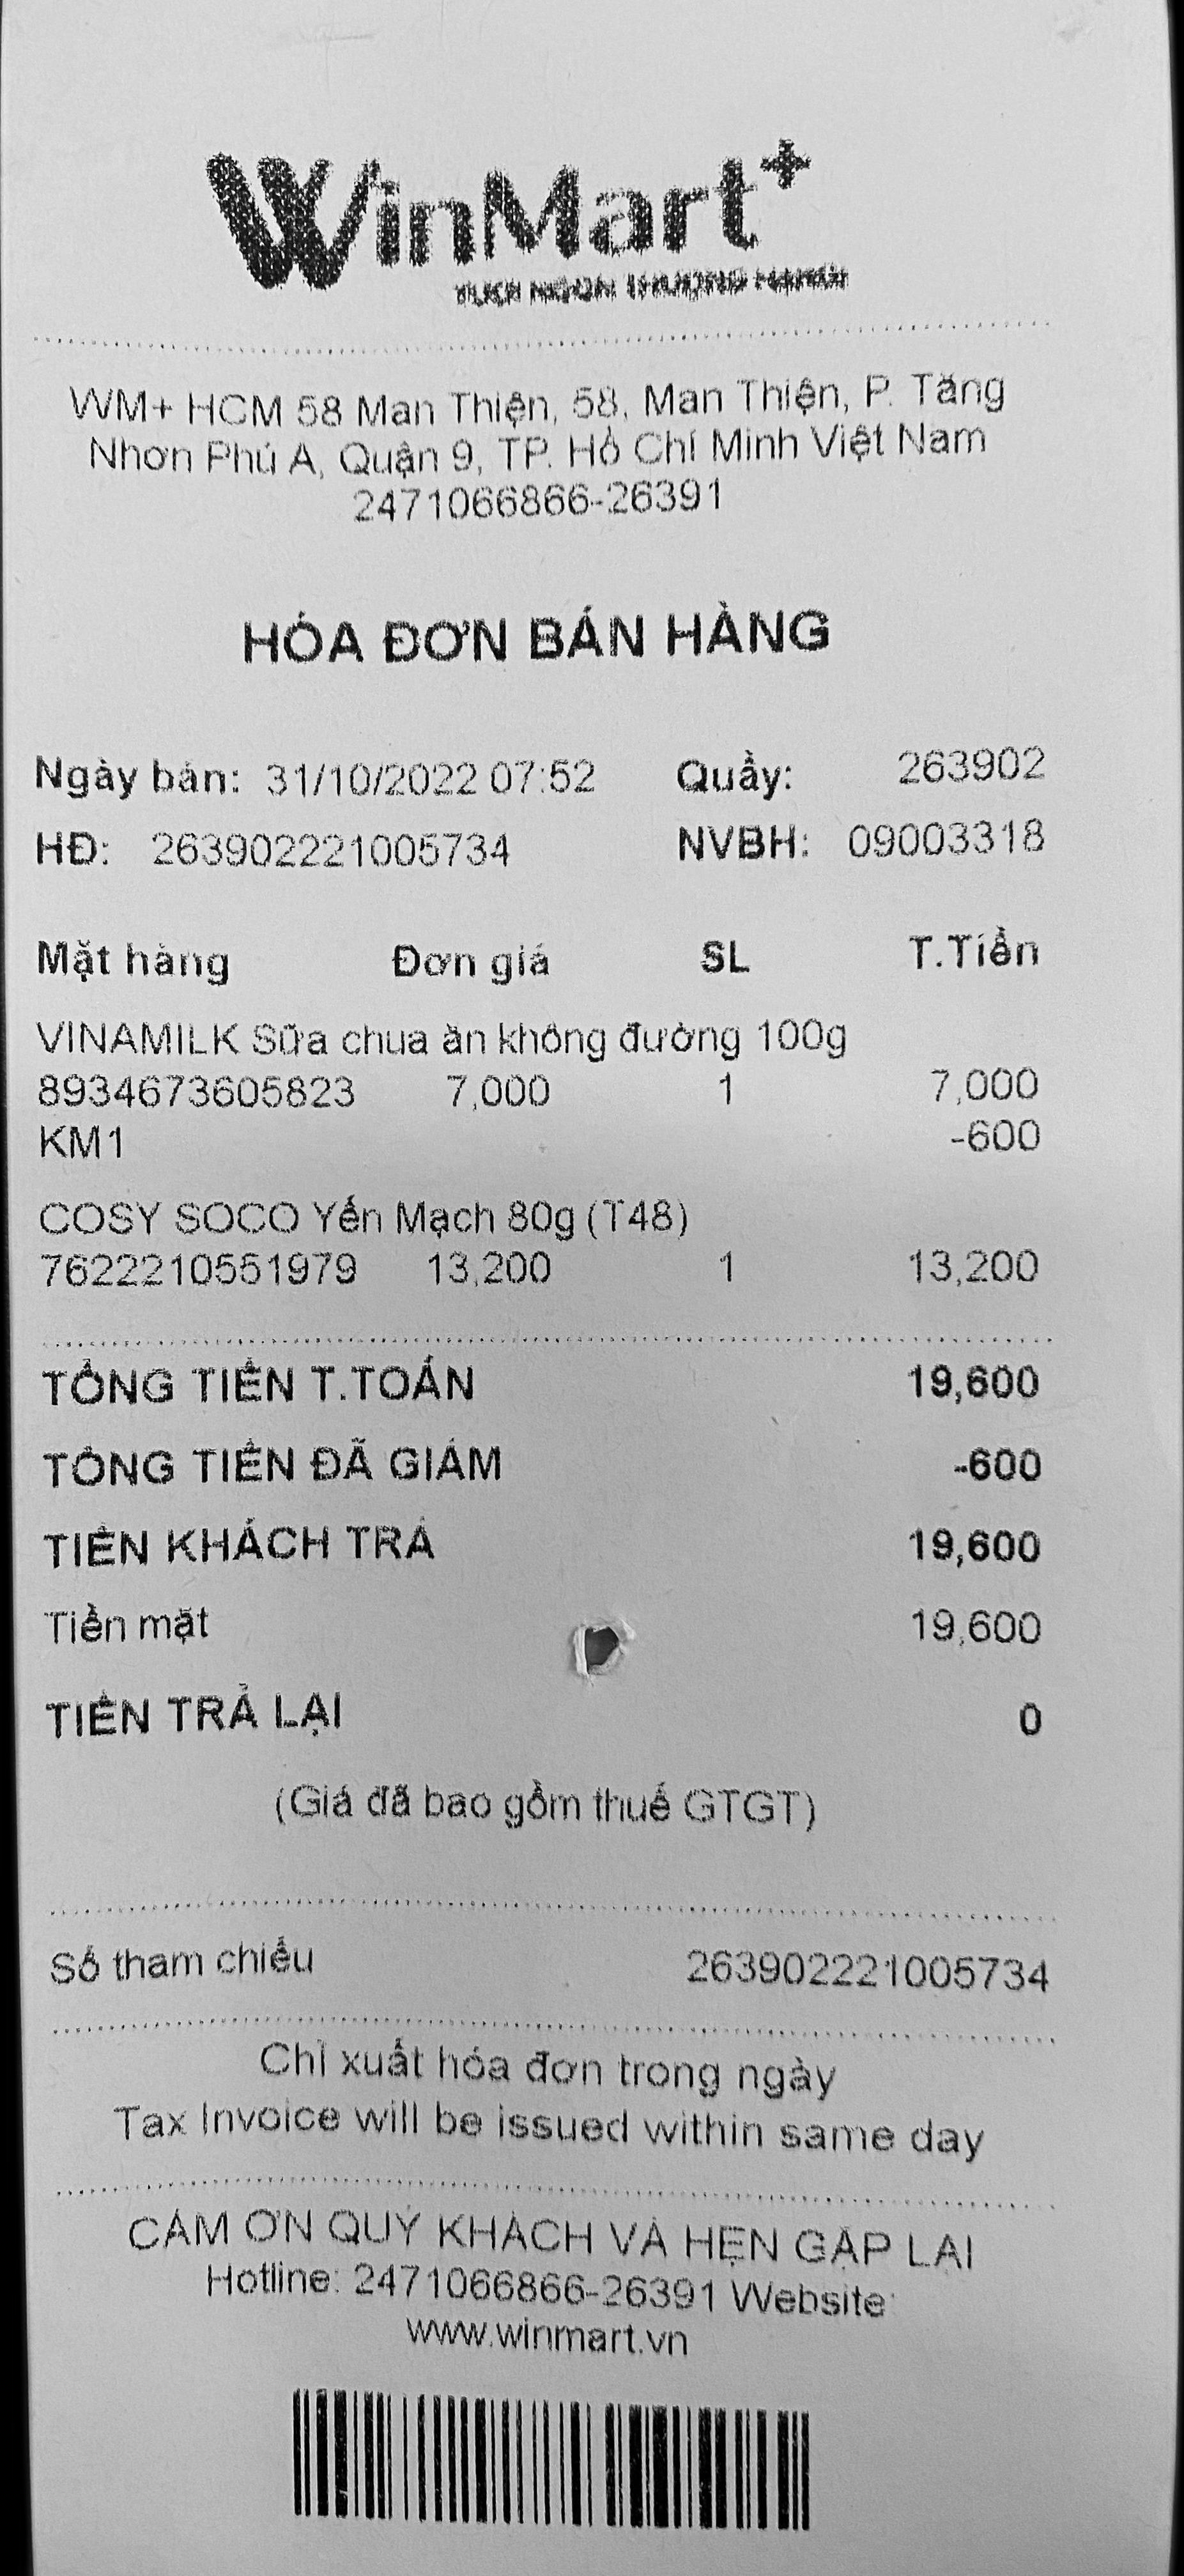 WinMart+
TƯƠI NGON THƯỢNG HẠNG
WM+ HCM 58 Man Thiện, 58, Man Thiện, P. Tăng
Nhơn Phú A, Quận 9, TP. Hồ Chí Minh Việt Nam
2471066866-26391
HÓA ĐƠN BÁN HÀNG
Ngày bán: 31/10/2022 07:52 Quầy: 263902
HĐ: 263902221005734 NVBH: 09003318
Mặt hàng Đơn giá SL T.Tiền
VINAMILK Sữa chua ăn không đường 100g
8934673605823 7,000 1 7,000
KM1 -600
COSY SOCO Yến Mạch 80g (T48)
7622210551979 13,200 1 13,200
TỔNG TIỀN T.TOÁN 19,600
TỔNG TIỀN ĐÃ GIẢM -600
TIỀN KHÁCH TRẢ 19,600
Tiền mặt 19,600
TIỀN TRẢ LẠI 0
(Giá đã bao gồm thuế GTGT)
Số tham chiếu 263902221005734
Chỉ xuất hóa đơn trong ngày
Tax Invoice will be issued within same day
CẢM ƠN QUÝ KHÁCH VÀ HẸN GẶP LẠI
Hotline: 2471066866-26391 Website:
www.winmart.vn